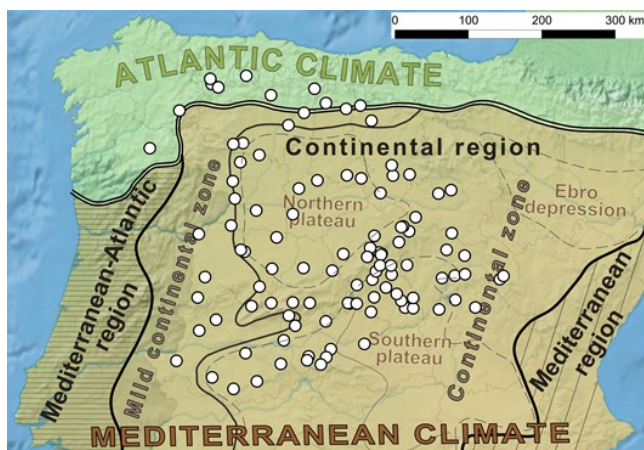 0 100 200 300 km
ATLANTIC CLIMATE
Continental region
Northern
plateau
Ebro
depression
Mediterranean-Atlantic
region
Mild continental zone
Continental zone
Southern
plateau
Mediterranean
region
MEDITERRANEAN CLIMATE